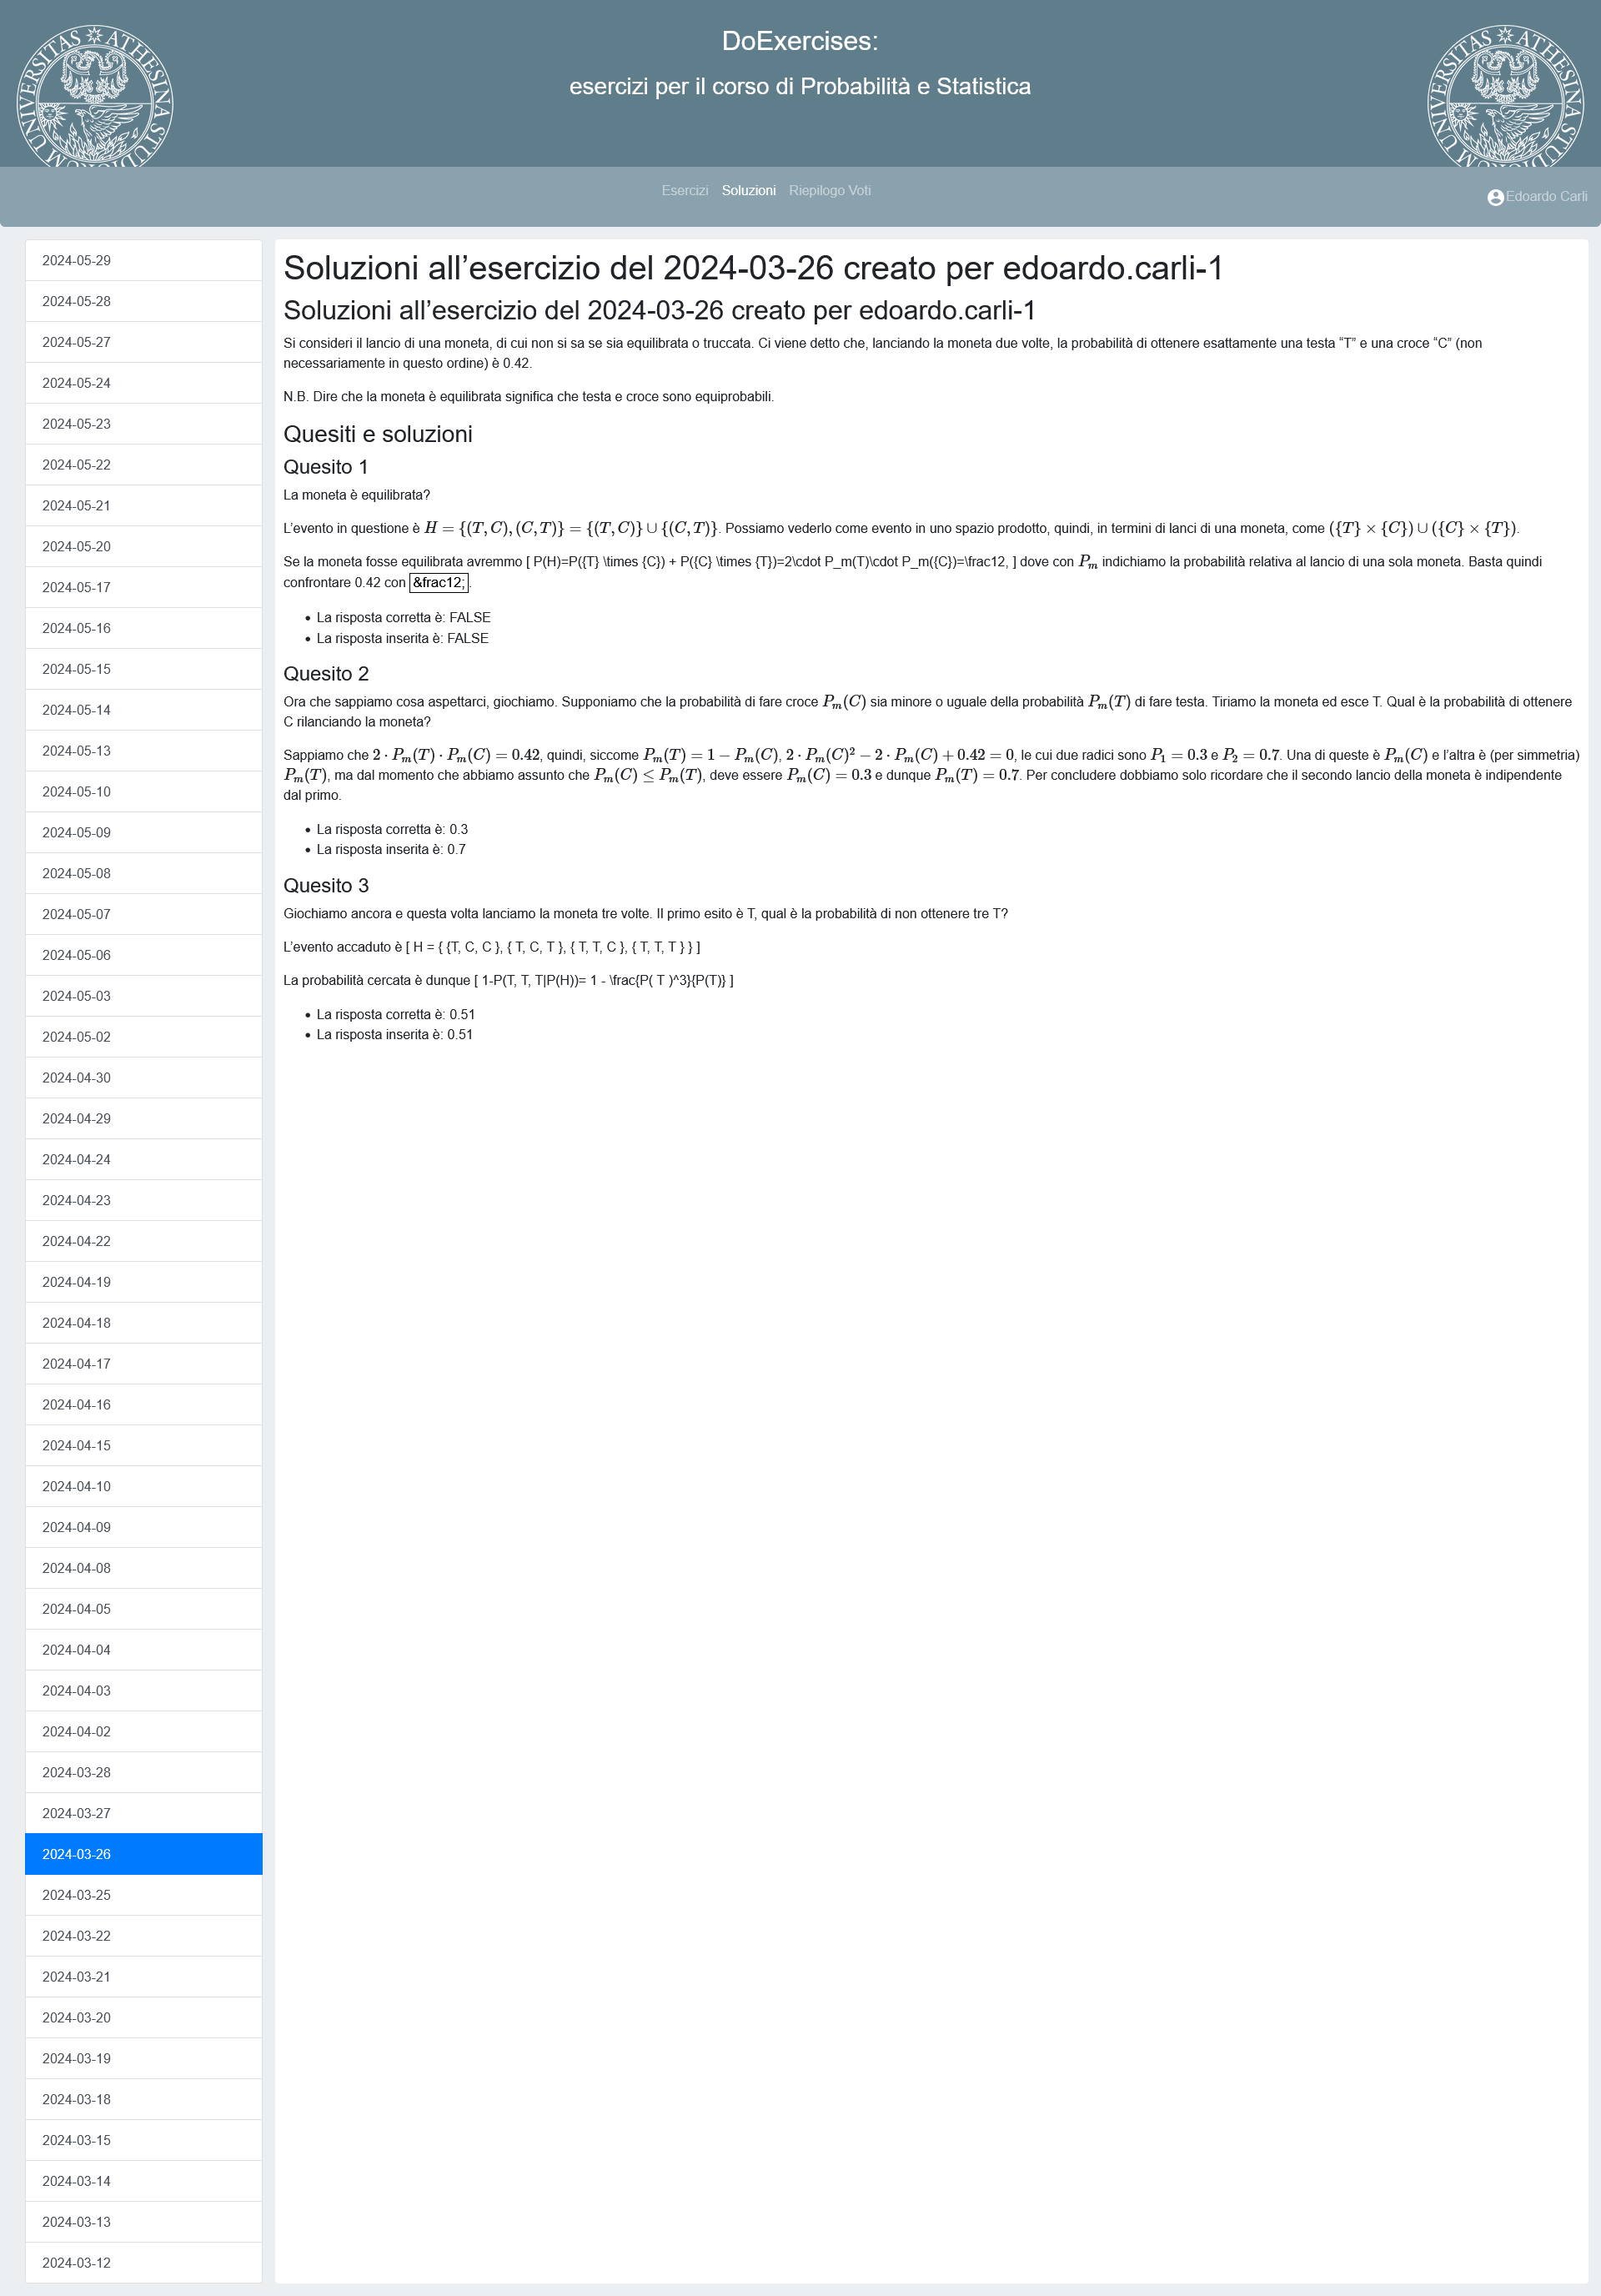 UNIVERSITAS ATHESINA STUDIORUM
DoExercises:
esercizi per il corso di Probabilità e Statistica
UNIVERSITAS ATHESINA STUDIORUM
Esercizi Soluzioni Riepilogo Voti
Edoardo Carli
2024-05-29
2024-05-28
2024-05-27
2024-05-24
2024-05-23
2024-05-22
2024-05-21
2024-05-20
2024-05-17
2024-05-16
2024-05-15
2024-05-14
2024-05-13
2024-05-10
2024-05-09
2024-05-08
2024-05-07
2024-05-06
2024-05-03
2024-05-02
2024-04-30
2024-04-29
2024-04-24
2024-04-23
2024-04-22
2024-04-19
2024-04-18
2024-04-17
2024-04-16
2024-04-15
2024-04-10
2024-04-09
2024-04-08
2024-04-05
2024-04-04
2024-04-03
2024-04-02
2024-03-28
2024-03-27
2024-03-26
2024-03-25
2024-03-22
2024-03-21
2024-03-20
2024-03-19
2024-03-18
2024-03-15
2024-03-14
2024-03-13
2024-03-12
Soluzioni all’esercizio del 2024-03-26 creato per edoardo.carli-1
Soluzioni all’esercizio del 2024-03-26 creato per edoardo.carli-1
Si consideri il lancio di una moneta, di cui non si sa se sia equilibrata o truccata. Ci viene detto che, lanciando la moneta due volte, la probabilità di ottenere esattamente una testa “T” e una croce “C” (non
necessariamente in questo ordine) è 0.42.
N.B. Dire che la moneta è equilibrata significa che testa e croce sono equiprobabili.
Quesiti e soluzioni
Quesito 1
La moneta è equilibrata?
L’evento in questione è H = {(T, C), (C, T)} = {(T, C)} ∪ {(C, T)}. Possiamo vederlo come evento in uno spazio prodotto, quindi, in termini di lanci di una moneta, come ({T} × {C}) ∪ ({C} × {T}).
Se la moneta fosse equilibrata avremmo [ P(H)=P({T} \times {C}) + P({C} \times {T})=2\cdot P_m(T)\cdot P_m({C})=\frac12, ] dove con P_m indichiamo la probabilità relativa al lancio di una sola moneta. Basta quindi
confrontare 0.42 con &frac12;.
• La risposta corretta è: FALSE
• La risposta inserita è: FALSE
Quesito 2
Ora che sappiamo cosa aspettarci, giochiamo. Supponiamo che la probabilità di fare croce P_m(C) sia minore o uguale della probabilità P_m(T) di fare testa. Tiriamo la moneta ed esce T. Qual è la probabilità di ottenere
C rilanciando la moneta?
Sappiamo che 2 · P_m(T) · P_m(C) = 0.42, quindi, siccome P_m(T) = 1 − P_m(C), 2 · P_m(C)² − 2 · P_m(C) + 0.42 = 0, le cui due radici sono P₁ = 0.3 e P₂ = 0.7. Una di queste è P_m(C) e l’altra è (per simmetria)
P_m(T), ma dal momento che abbiamo assunto che P_m(C) ≤ P_m(T), deve essere P_m(C) = 0.3 e dunque P_m(T) = 0.7. Per concludere dobbiamo solo ricordare che il secondo lancio della moneta è indipendente
dal primo.
• La risposta corretta è: 0.3
• La risposta inserita è: 0.7
Quesito 3
Giochiamo ancora e questa volta lanciamo la moneta tre volte. Il primo esito è T, qual è la probabilità di non ottenere tre T?
L’evento accaduto è [ H = { {T, C, C }, { T, C, T }, { T, T, C }, { T, T, T } } ]
La probabilità cercata è dunque [ 1-P(T, T, T|P(H))= 1 - \frac{P( T )^3}{P(T)} ]
• La risposta corretta è: 0.51
• La risposta inserita è: 0.51